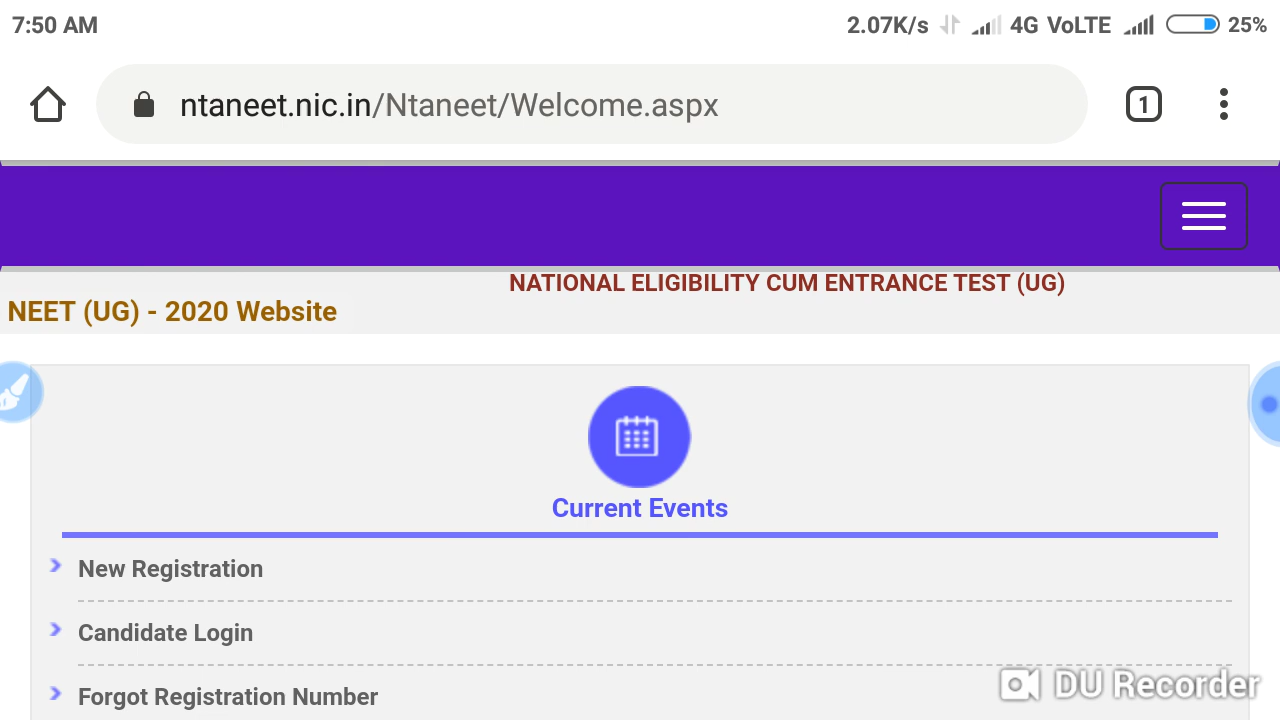 7:50 AM 2.07K/s 4G VoLTE 25%
ntaneet.nic.in/Ntaneet/Welcome.aspx 1
NATIONAL ELIGIBILITY CUM ENTRANCE TEST (UG)
NEET (UG) - 2020 Website
Current Events
New Registration
Candidate Login
Forgot Registration Number
DU Recorder